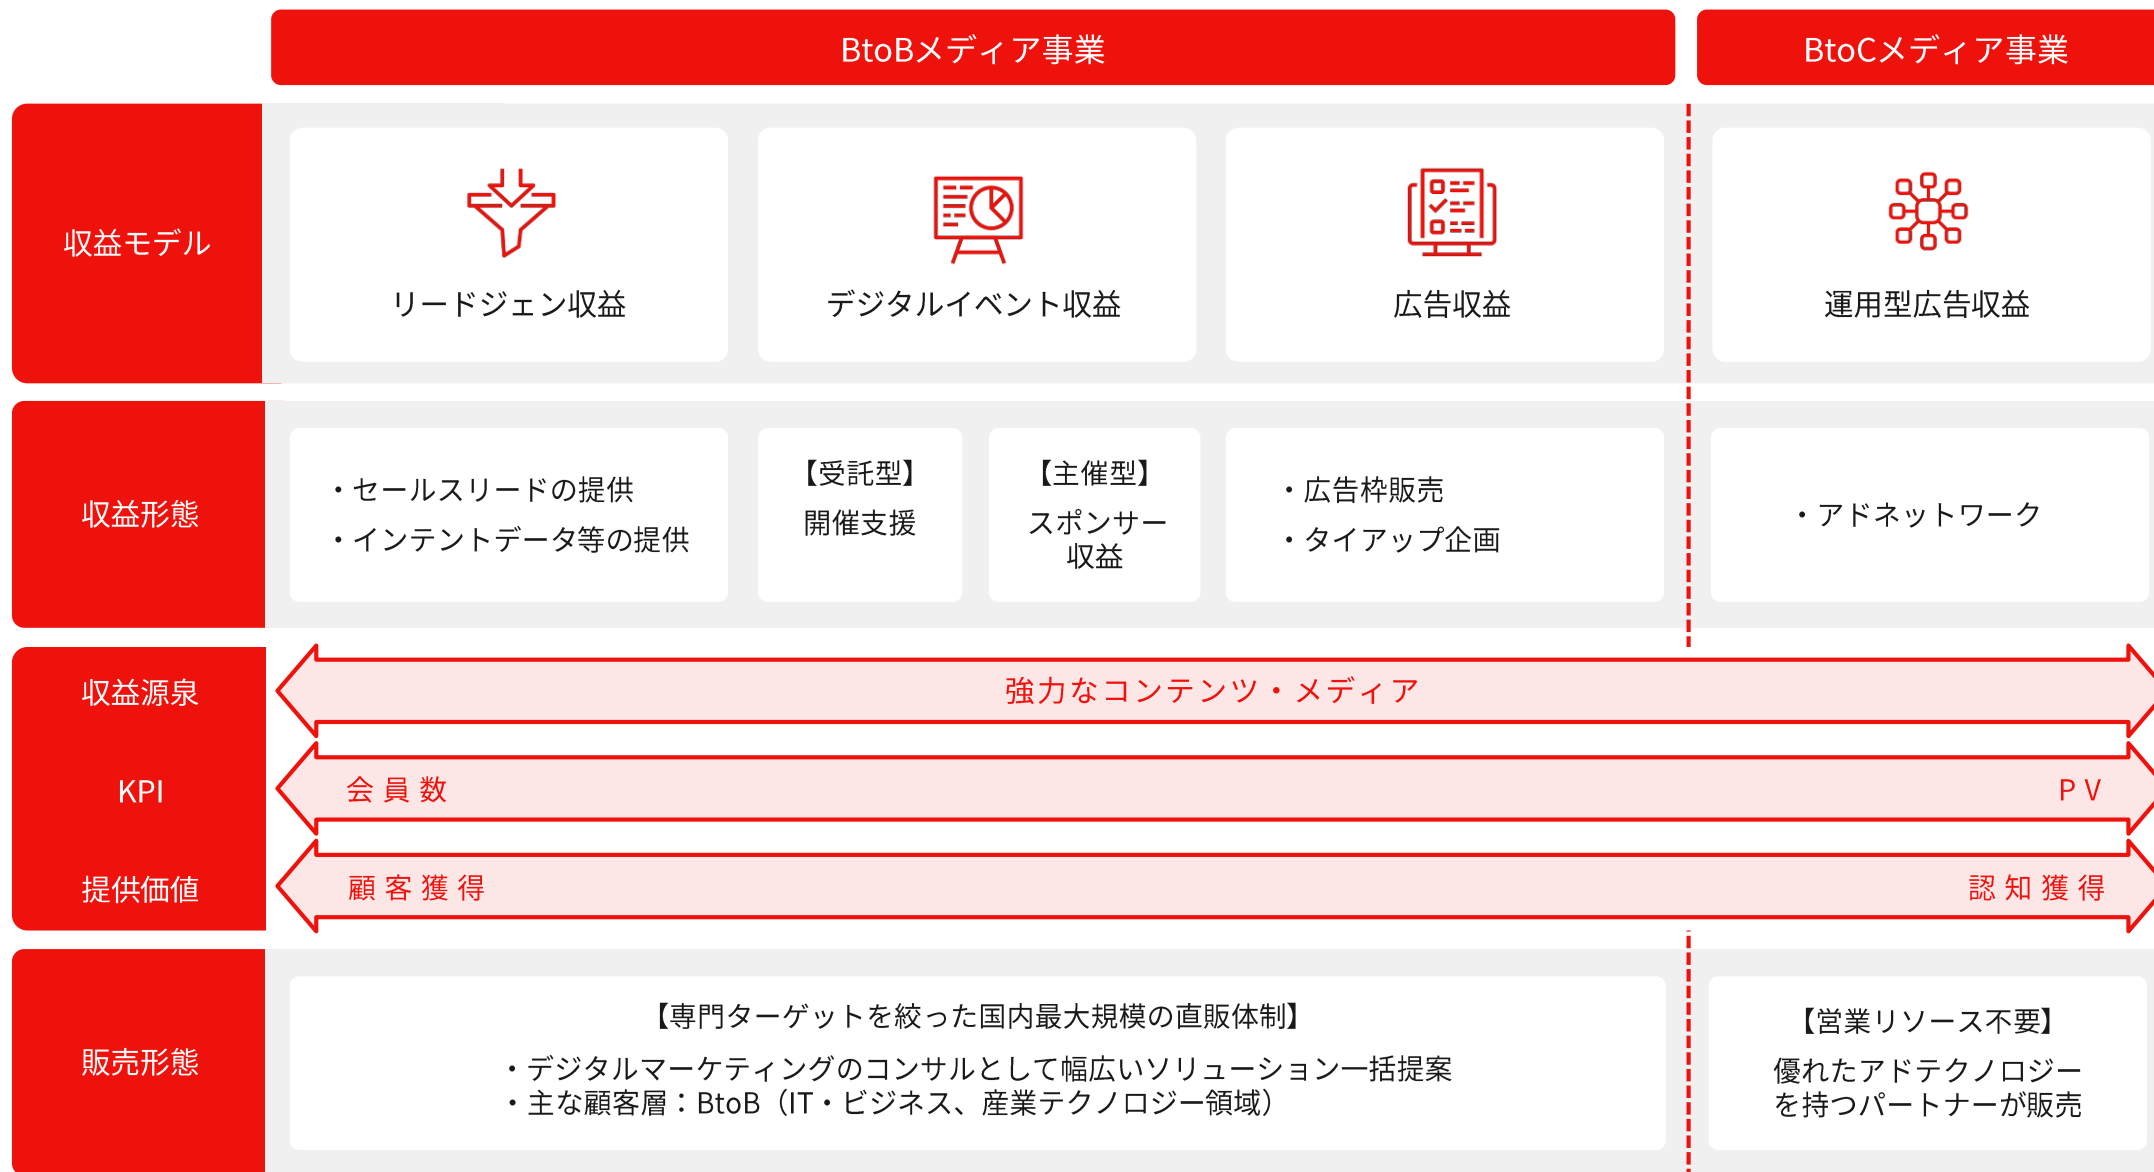 BtoBメディア事業
BtoCメディア事業
収益モデル
リードジェン収益
デジタルイベント収益
広告収益
運用型広告収益
収益形態
・セールスリードの提供
・インテントデータ等の提供
【受託型】
開催支援
【主催型】
スポンサー
収益
・広告枠販売
・タイアップ企画
・アドネットワーク
収益源泉
強力なコンテンツ・メディア
KPI
会員数
PV
提供価値
顧客獲得
認知獲得
販売形態
【専門ターゲットを絞った国内最大規模の直販体制】
・デジタルマーケティングのコンサルとして幅広いソリューション一括提案
・主な顧客層：BtoB（IT・ビジネス、産業テクノロジー領域）
【営業リソース不要】
優れたアドテクノロジー
を持つパートナーが販売